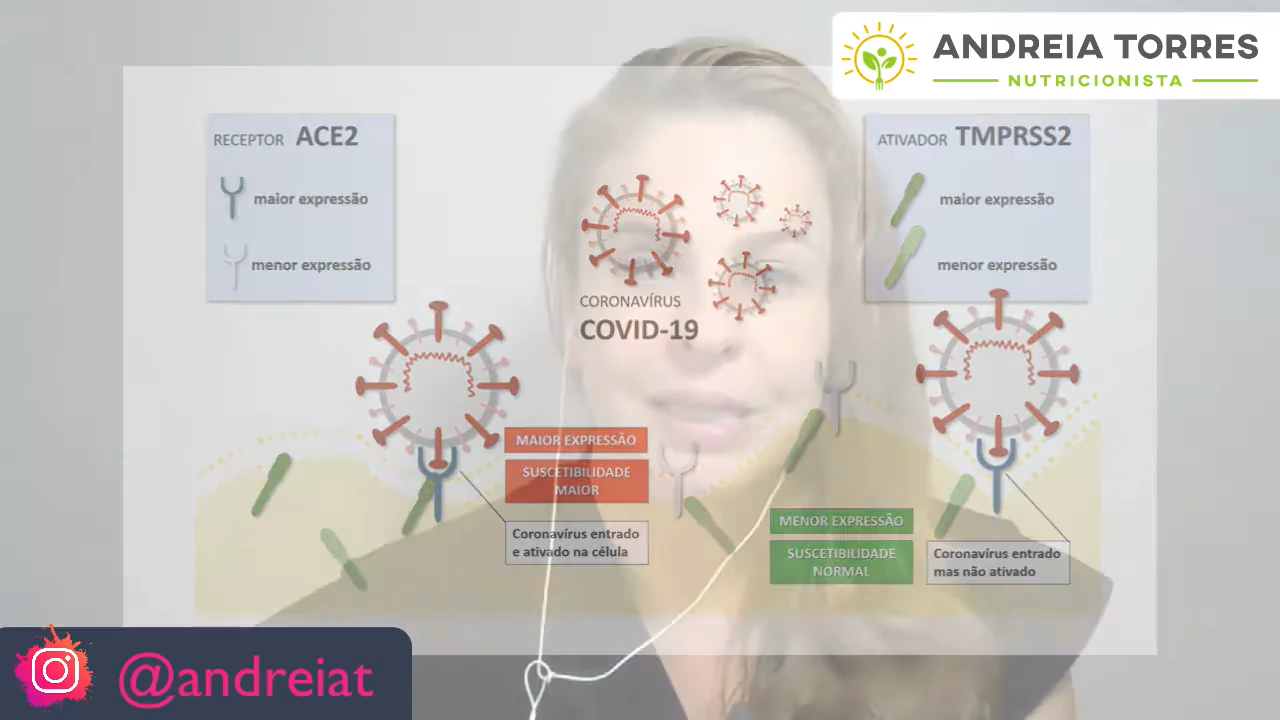 ANDREIA TORRES
NUTRICIONISTA
RECEPTOR ACE2
maior expressão
menor expressão
ATIVADOR TMPRSS2
maior expressão
menor expressão
CORONAVÍRUS
COVID-19
MAIOR EXPRESSÃO
SUSCETIBILIDADE
MAIOR
Coronavírus entrado
e ativado na célula
MENOR EXPRESSÃO
SUSCETIBILIDADE
NORMAL
Coronavírus entrado
mas não ativado
@andreiat